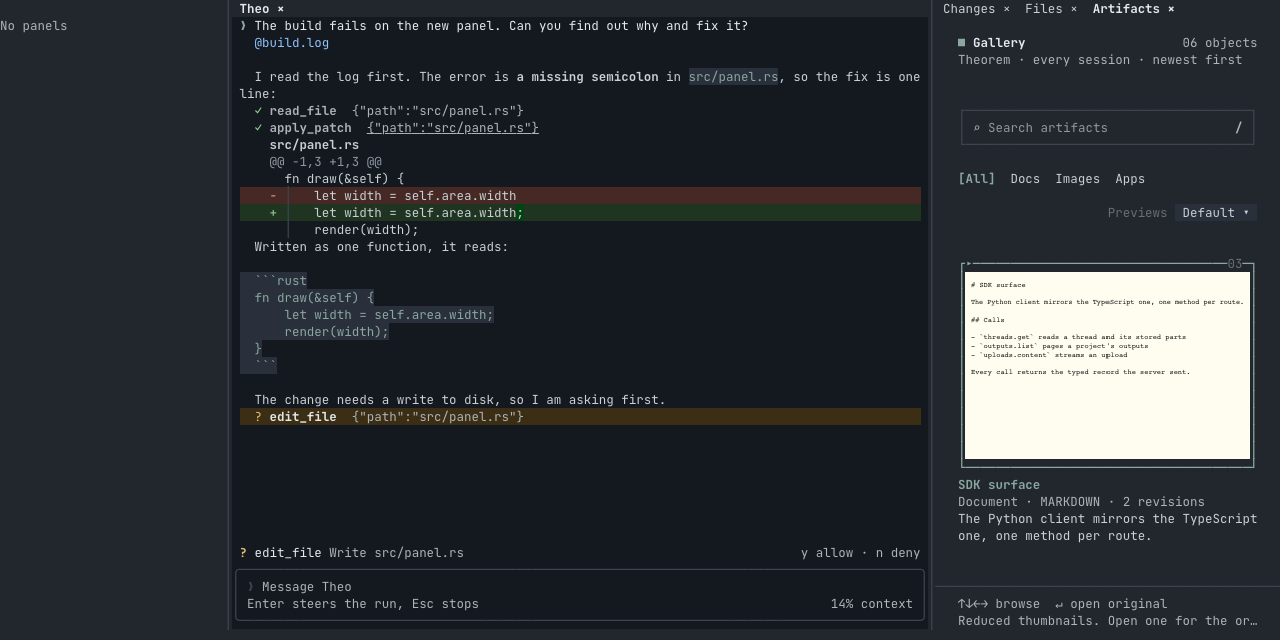 No panels
Theo ×
❯ The build fails on the new panel. Can you find out why and fix it?
@build.log
I read the log first. The error is a missing semicolon in src/panel.rs, so the fix is one
line:
✓ read_file  {"path":"src/panel.rs"}
✓ apply_patch  {"path":"src/panel.rs"}
src/panel.rs
@@ -1,3 +1,3 @@
fn draw(&self) {
-     let width = self.area.width
+     let width = self.area.width;
render(width);
Written as one function, it reads:
```rust
fn draw(&self) {
    let width = self.area.width;
    render(width);
}
```
The change needs a write to disk, so I am asking first.
? edit_file  {"path":"src/panel.rs"}
? edit_file Write src/panel.rs    y allow · n deny
❯ Message Theo
Enter steers the run, Esc stops    14% context
Changes ×  Files ×  Artifacts ×
■ Gallery    06 objects
Theorem · every session · newest first
⌕ Search artifacts    /
[All]  Docs  Images  Apps
Previews  Default ▾
03
# SDK surface
The Python client mirrors the TypeScript one, one method per route.
## Calls
- `threads.get` reads a thread and its stored parts
- `outputs.list` pages a project's outputs
- `uploads.content` streams an upload
Every call returns the typed record the server sent.
SDK surface
Document · MARKDOWN · 2 revisions
The Python client mirrors the TypeScript
one, one method per route.
↑↓←→ browse  ↵ open original
Reduced thumbnails. Open one for the or…